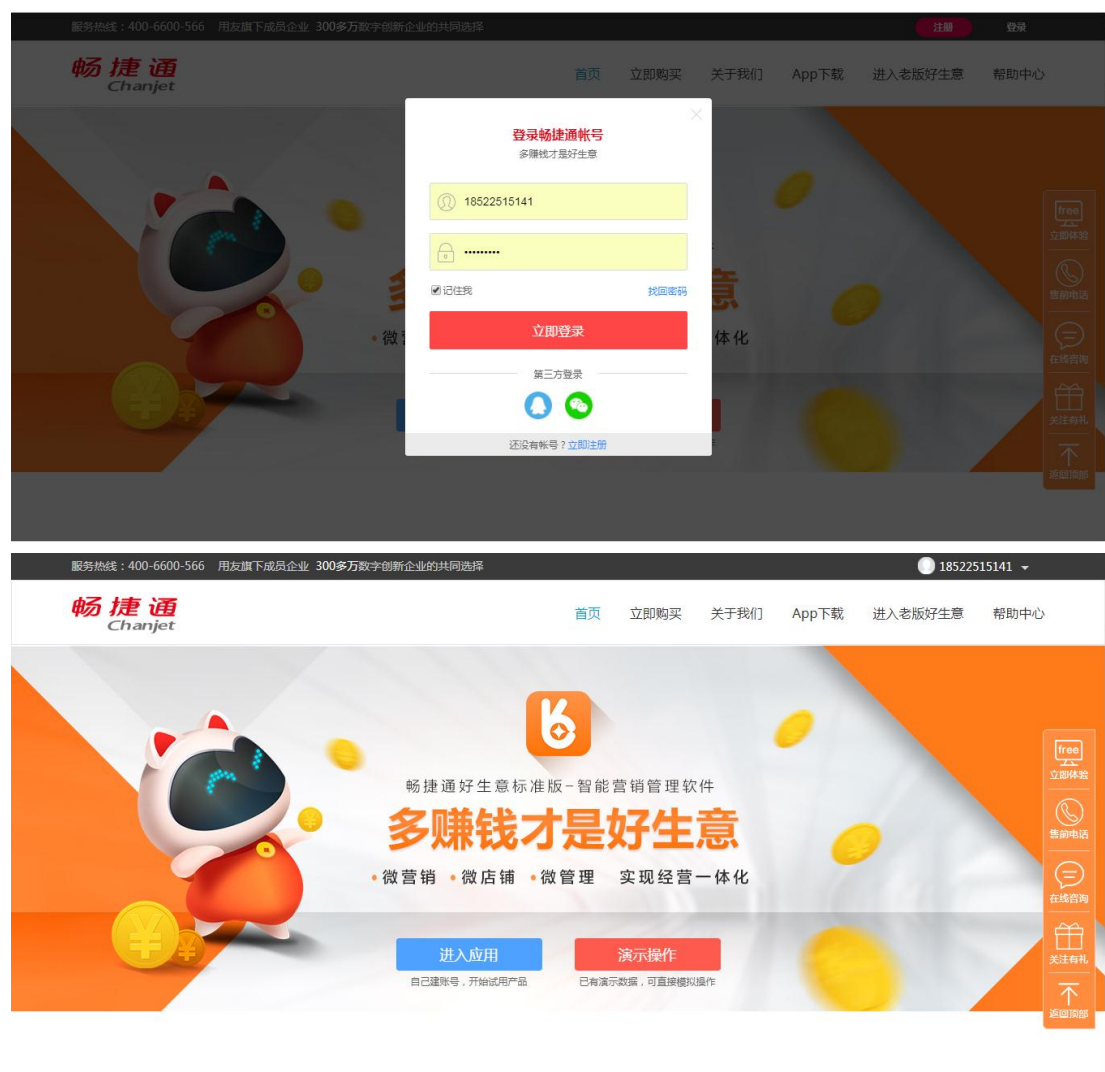 服务热线：400-6600-566 用友旗下成员企业 300多万数字创新企业的共同选择 注册 登录
畅捷通
Chanjet
首页 立即购买 关于我们 App下载 进入老版好生意 帮助中心
登录畅捷通帐号
多赚钱才是好生意
18522515141
•••••••••
记住我 找回密码
立即登录
第三方登录
还没有帐号？立即注册
多 意
•微 体化
free
立即体验
售前电话
在线咨询
关注有礼
返回顶部
服务热线：400-6600-566 用友旗下成员企业 300多万数字创新企业的共同选择 18522515141
畅捷通
Chanjet
首页 立即购买 关于我们 App下载 进入老版好生意 帮助中心
畅捷通好生意标准版-智能营销管理软件
多赚钱才是好生意
•微营销 •微店铺 •微管理 实现经营一体化
进入应用 演示操作
自己建账号，开始试用产品 已有演示数据，可直接模拟操作
free
立即体验
售前电话
在线咨询
关注有礼
返回顶部